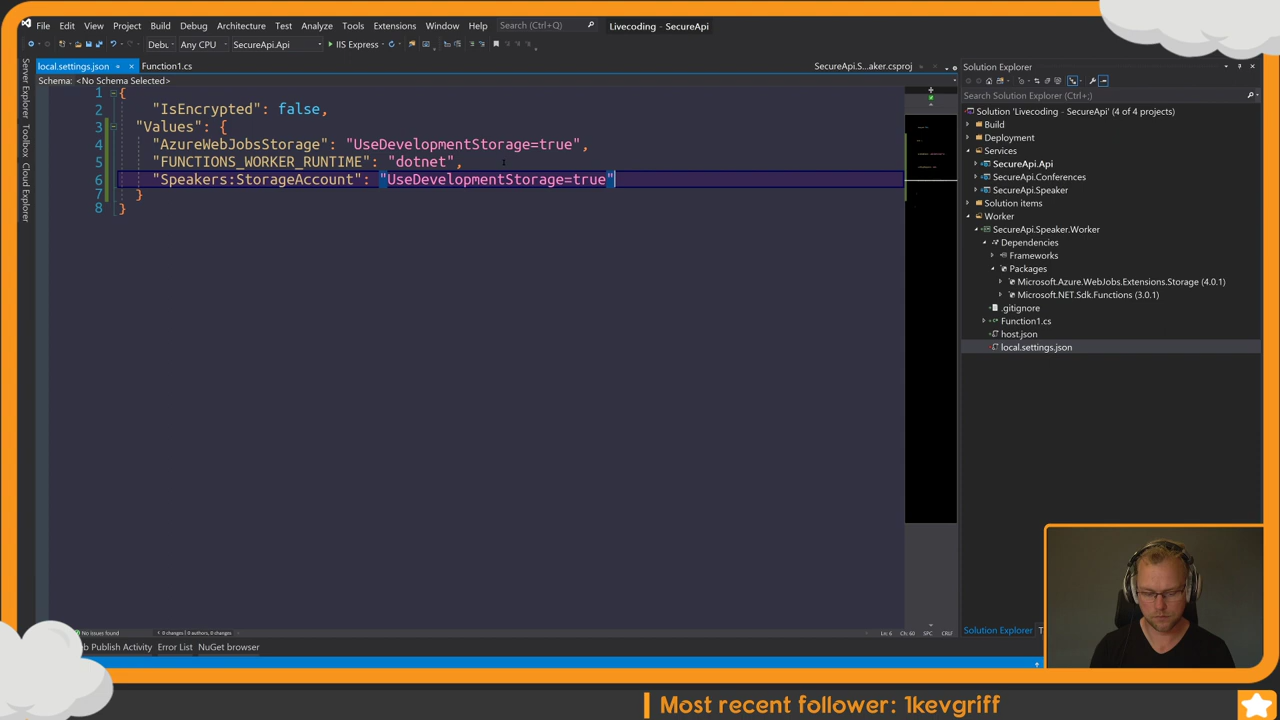 File Edit View Project Build Debug Architecture Test Analyze Tools Extensions Window Help Search (Ctrl+Q) Livecoding - SecureApi
Debu Any CPU SecureApi.Api IIS Express
local.settings.json Function1.cs SecureApi.S...aker.csproj
Schema: <No Schema Selected>
1 {
2 "IsEncrypted": false,
3 "Values": {
4 "AzureWebJobsStorage": "UseDevelopmentStorage=true",
5 "FUNCTIONS_WORKER_RUNTIME": "dotnet",
6 "Speakers:StorageAccount": "UseDevelopmentStorage=true"
7 }
8 }
Server Explorer Toolbox Cloud Explorer
Solution Explorer
Search Solution Explorer (Ctrl+;)
Solution 'Livecoding - SecureApi' (4 of 4 projects)
Build
Deployment
Services
SecureApi.Api
SecureApi.Conferences
SecureApi.Speaker
Solution items
Worker
SecureApi.Speaker.Worker
Dependencies
Frameworks
Packages
Microsoft.Azure.WebJobs.Extensions.Storage (4.0.1)
Microsoft.NET.Sdk.Functions (3.0.1)
.gitignore
Function1.cs
host.json
local.settings.json
Solution Explorer
No issues found 0 changes | 0 authors, 0 changes Ln: 6 Ch: 60 SPC CRLF
b Publish Activity Error List NuGet browser
Most recent follower: 1kevgriff